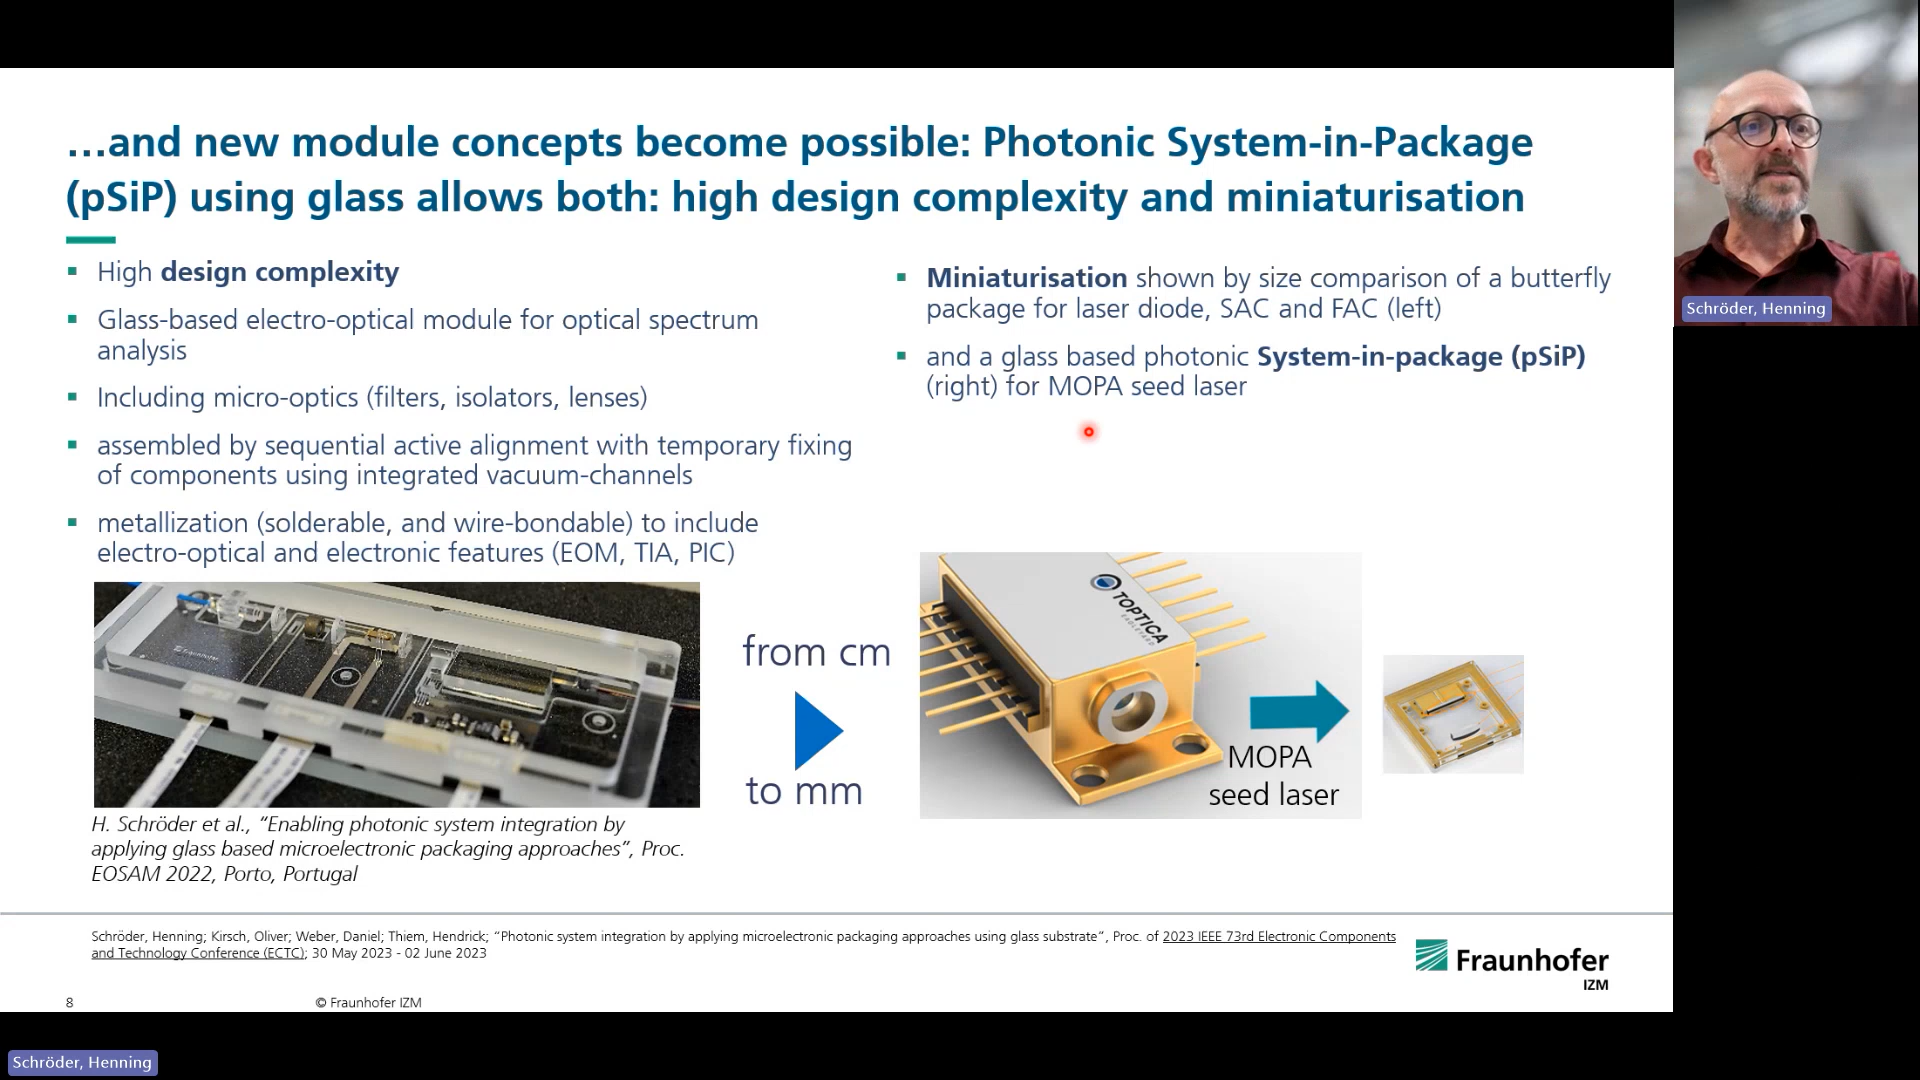 …and new module concepts become possible: Photonic System-in-Package
(pSiP) using glass allows both: high design complexity and miniaturisation
▪ High design complexity
▪ Glass-based electro-optical module for optical spectrum
analysis
▪ Including micro-optics (filters, isolators, lenses)
▪ assembled by sequential active alignment with temporary fixing
of components using integrated vacuum-channels
▪ metallization (solderable, and wire-bondable) to include
electro-optical and electronic features (EOM, TIA, PIC)
▪ Miniaturisation shown by size comparison of a butterfly
package for laser diode, SAC and FAC (left)
▪ and a glass based photonic System-in-package (pSiP)
(right) for MOPA seed laser
Fraunhofer
from cm
to mm
TOPTICA
MOPA
seed laser
H. Schröder et al., “Enabling photonic system integration by
applying glass based microelectronic packaging approaches”, Proc.
EOSAM 2022, Porto, Portugal
Schröder, Henning; Kirsch, Oliver; Weber, Daniel; Thiem, Hendrick; “Photonic system integration by applying microelectronic packaging approaches using glass substrate”, Proc. of 2023 IEEE 73rd Electronic Components
and Technology Conference (ECTC); 30 May 2023 - 02 June 2023
Fraunhofer
IZM
8
© Fraunhofer IZM
Schröder, Henning
Schröder, Henning